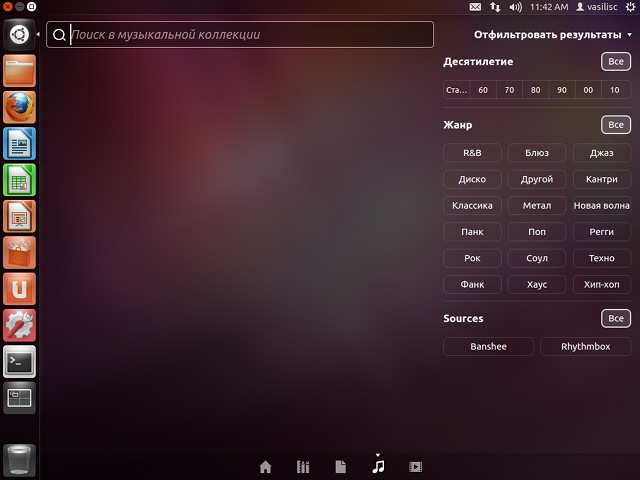 11:42 AM vasilisc
Поиск в музыкальной коллекции
Отфильтровать результаты
Десятилетие Все
Ста... 60 70 80 90 00 10
Жанр Все
R&B Блюз Джаз
Диско Другой Кантри
Классика Метал Новая волна
Панк Поп Регги
Рок Соул Техно
Фанк Хаус Хип-хоп
Sources Все
Banshee Rhythmbox